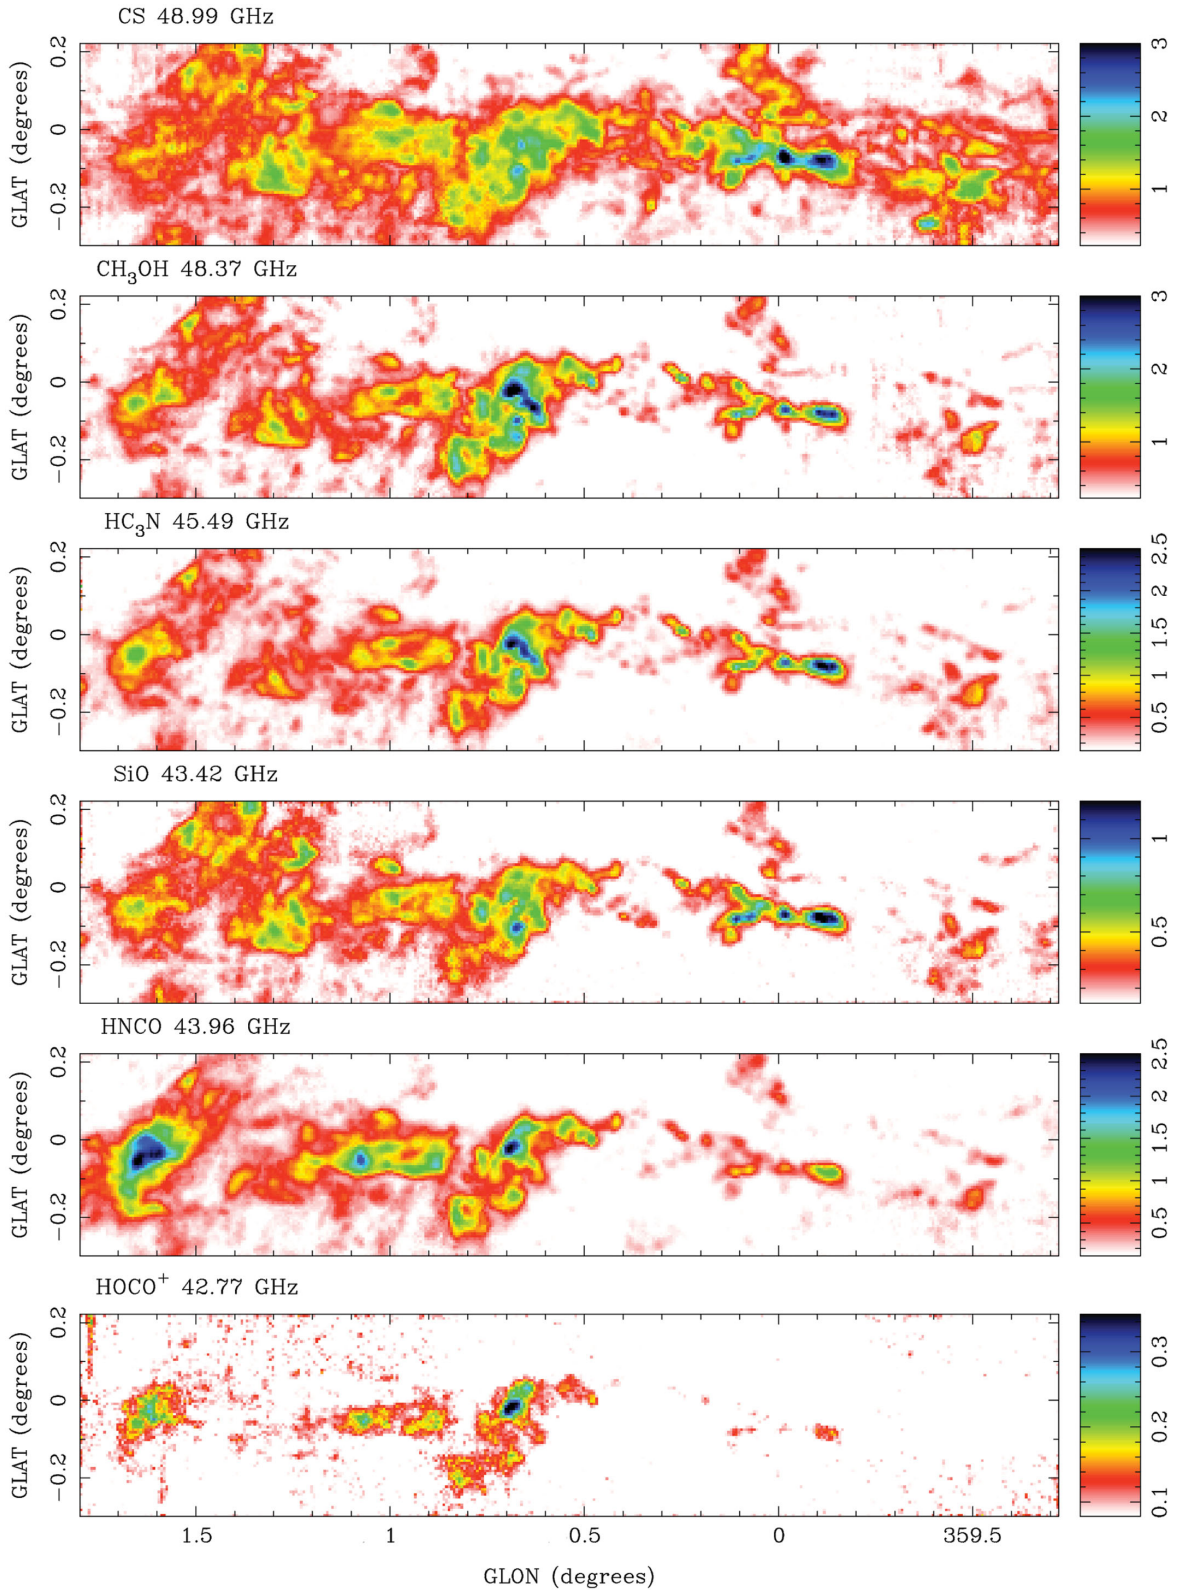 CS 48.99 GHz
GLAT (degrees)
0.2
0
−0.2
3
2
1
CH₃OH 48.37 GHz
GLAT (degrees)
0.2
0
−0.2
3
2
1
HC₃N 45.49 GHz
GLAT (degrees)
0.2
0
−0.2
2.5
2
1.5
1
0.5
SiO 43.42 GHz
GLAT (degrees)
0.2
0
−0.2
1
0.5
HNCO 43.96 GHz
GLAT (degrees)
0.2
0
−0.2
2.5
2
1.5
1
0.5
HOCO⁺ 42.77 GHz
GLAT (degrees)
0.2
0
−0.2
0.3
0.2
0.1
1.5 1 0.5 0 359.5
GLON (degrees)